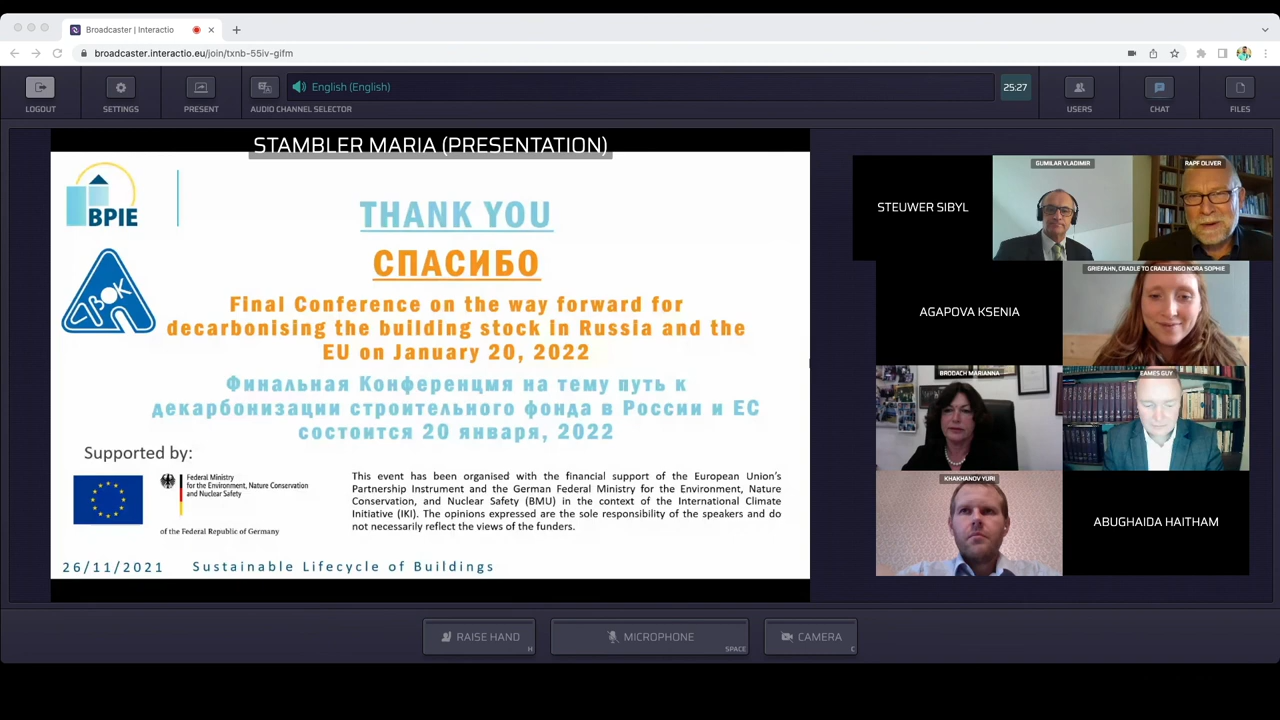 Broadcaster | Interactio
broadcaster.interactio.eu/join/txnb-55iv-gifm
LOGOUT
SETTINGS
PRESENT
English (English)
AUDIO CHANNEL SELECTOR
25:27
USERS
CHAT
FILES
STAMBLER MARIA (PRESENTATION)
BPIE
АВОК
THANK YOU
СПАСИБО
Final Conference on the way forward for
decarbonising the building stock in Russia and the
EU on January 20, 2022
Финальная Конференция на тему путь к
декарбонизации строительного фонда в России и ЕС
состоится 20 января, 2022
Supported by:
Federal Ministry
for the Environment, Nature Conservation
and Nuclear Safety
of the Federal Republic of Germany
This event has been organised with the financial support of the European Union's
Partnership Instrument and the German Federal Ministry for the Environment, Nature
Conservation, and Nuclear Safety (BMU) in the context of the International Climate
Initiative (IKI). The opinions expressed are the sole responsibility of the speakers and do
not necessarily reflect the views of the funders.
26/11/2021 Sustainable Lifecycle of Buildings
STEUWER SIBYL
GUMILAR VLADIMIR
RAPF OLIVER
AGAPOVA KSENIA
GRIEFAHN, CRADLE TO CRADLE NGO NORA SOPHIE
BRODACH MARIANNA
EAMES GUY
KHAKHANOV YURI
ABUGHAIDA HAITHAM
RAISE HAND
H
MICROPHONE
SPACE
CAMERA
C